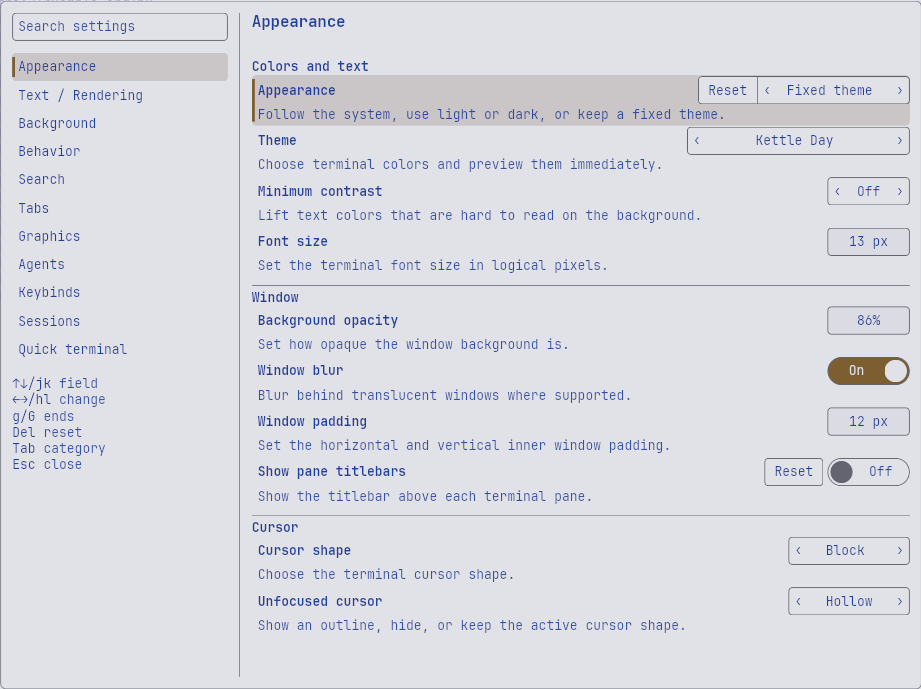 Search settings
Appearance
Text / Rendering
Background
Behavior
Search
Tabs
Graphics
Agents
Keybinds
Sessions
Quick terminal
↑↓/jk field
↔/hl change
g/G ends
Del reset
Tab category
Esc close
Appearance
Colors and text
Appearance
Reset ‹ Fixed theme ›
Follow the system, use light or dark, or keep a fixed theme.
Theme
‹ Kettle Day ›
Choose terminal colors and preview them immediately.
Minimum contrast
‹ Off ›
Lift text colors that are hard to read on the background.
Font size
13 px
Set the terminal font size in logical pixels.
Window
Background opacity
86%
Set how opaque the window background is.
Window blur
On
Blur behind translucent windows where supported.
Window padding
12 px
Set the horizontal and vertical inner window padding.
Show pane titlebars
Reset Off
Show the titlebar above each terminal pane.
Cursor
Cursor shape
‹ Block ›
Choose the terminal cursor shape.
Unfocused cursor
‹ Hollow ›
Show an outline, hide, or keep the active cursor shape.